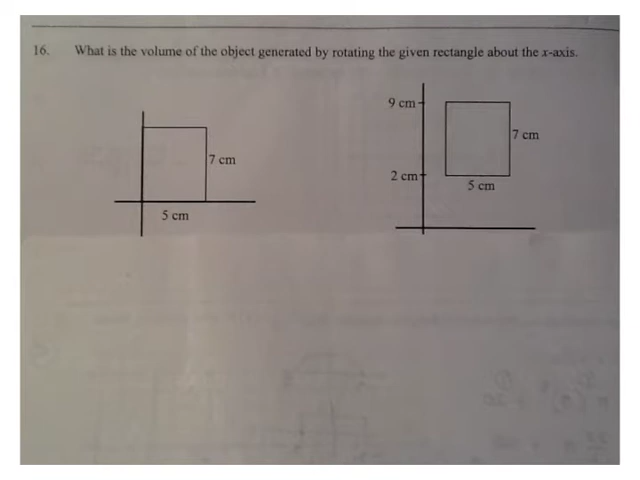 16. What is the volume of the object generated by rotating the given rectangle about the x-axis.
9 cm
7 cm
7 cm
2 cm
5 cm
5 cm